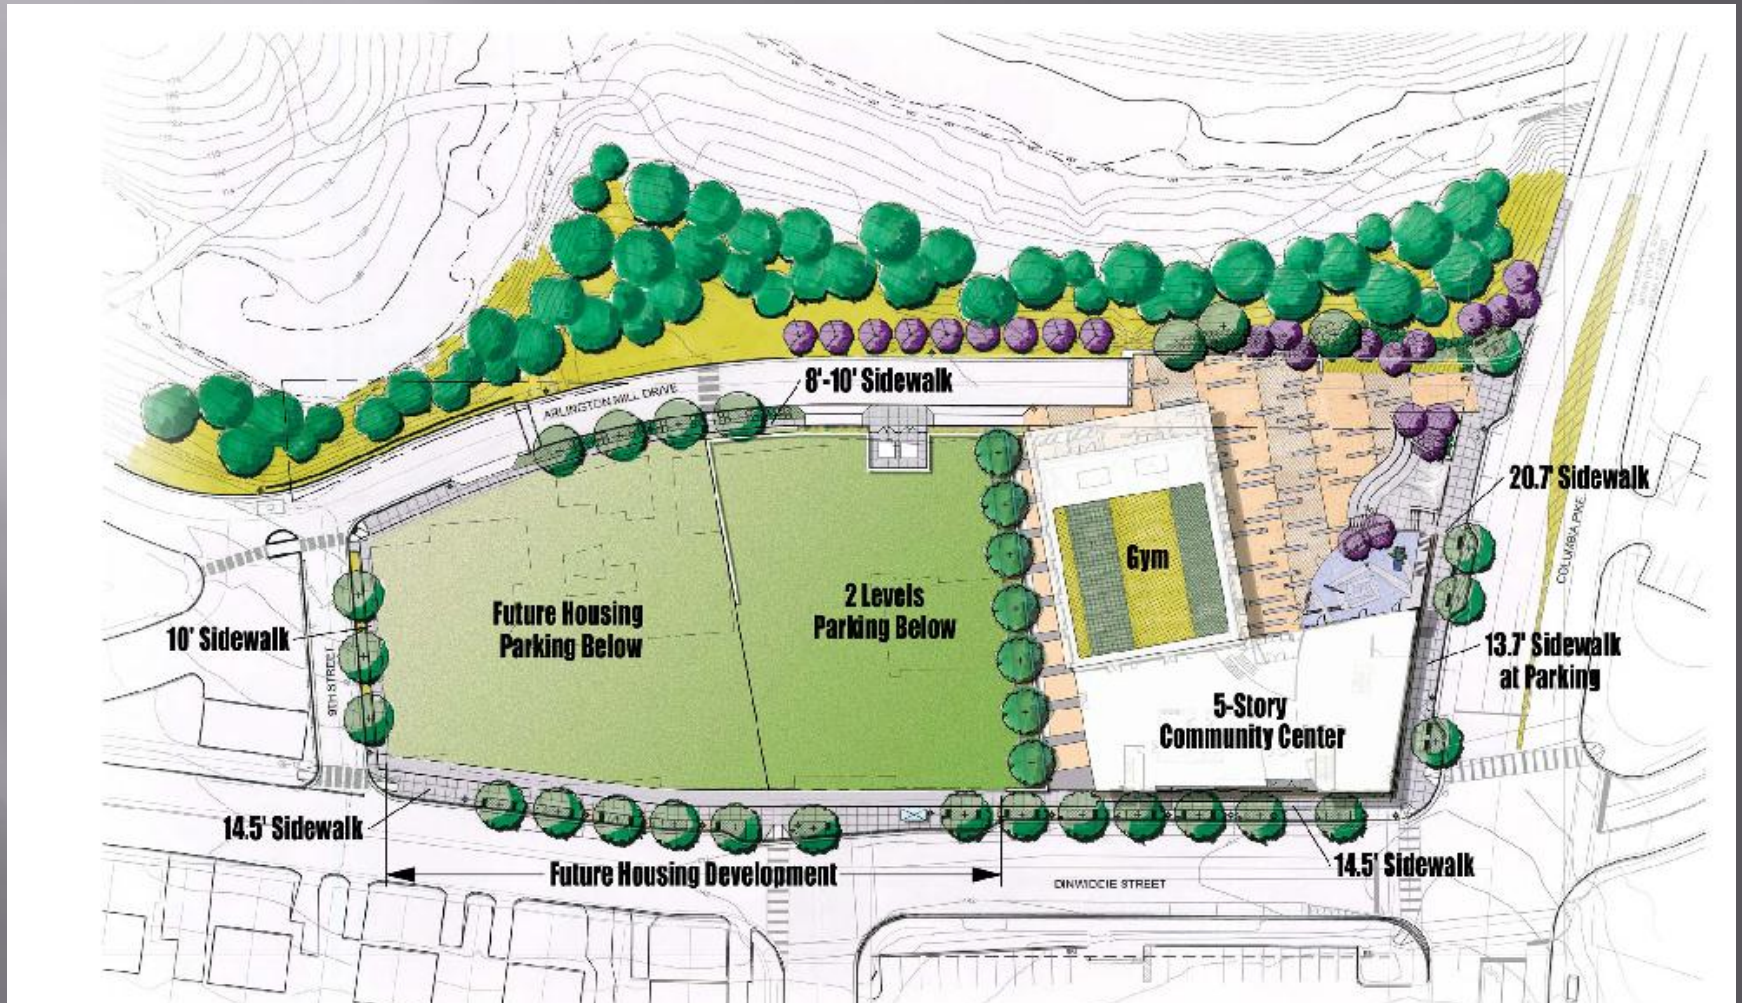 ARLINGTON MILL DRIVE
8'-10' Sidewalk
20.7' Sidewalk
COLUMBIA PIKE
Gym
2 Levels
Parking Below
Future Housing
Parking Below
10' Sidewalk
9TH STREET
13.7' Sidewalk
at Parking
5-Story
Community Center
14.5' Sidewalk
14.5' Sidewalk
Future Housing Development
DINWIDDIE STREET